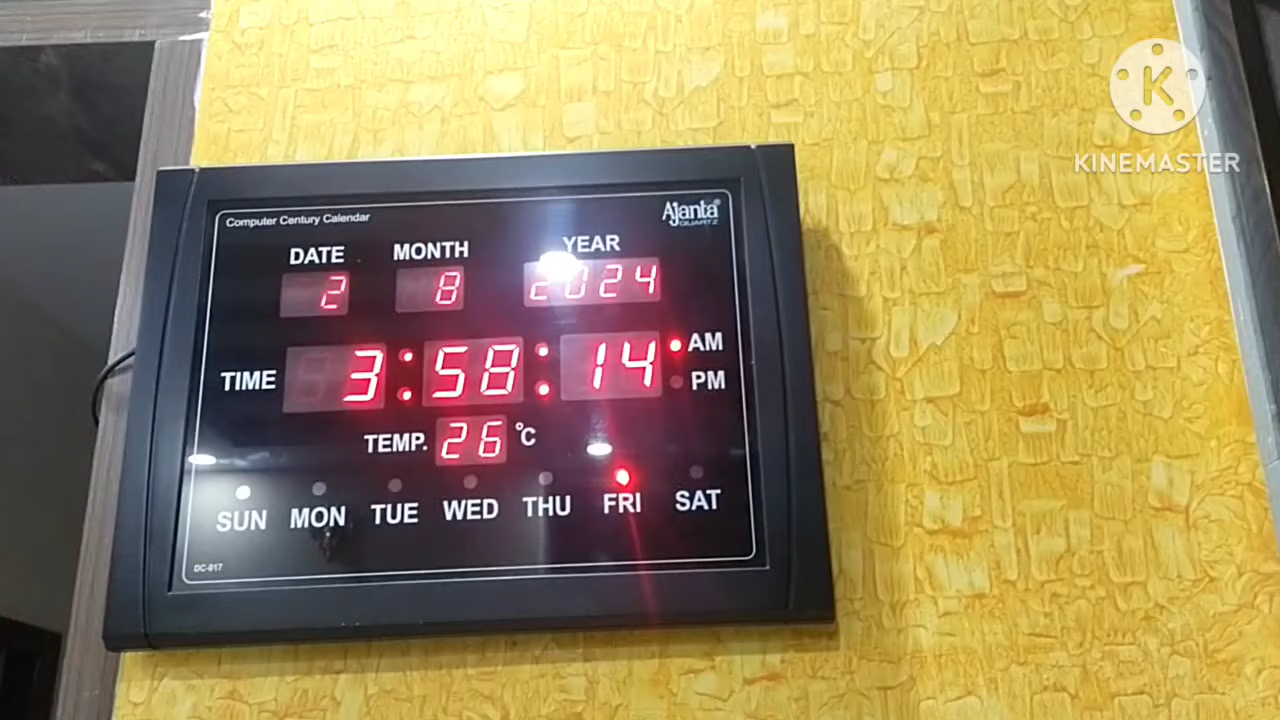 K
KINEMASTER
Computer Century Calendar
Ajanta®
QUARTZ
DATE MONTH YEAR
2 8 2024
TIME 3:58:14 AM
PM
TEMP. 26 °C
SUN MON TUE WED THU FRI SAT
DC-017